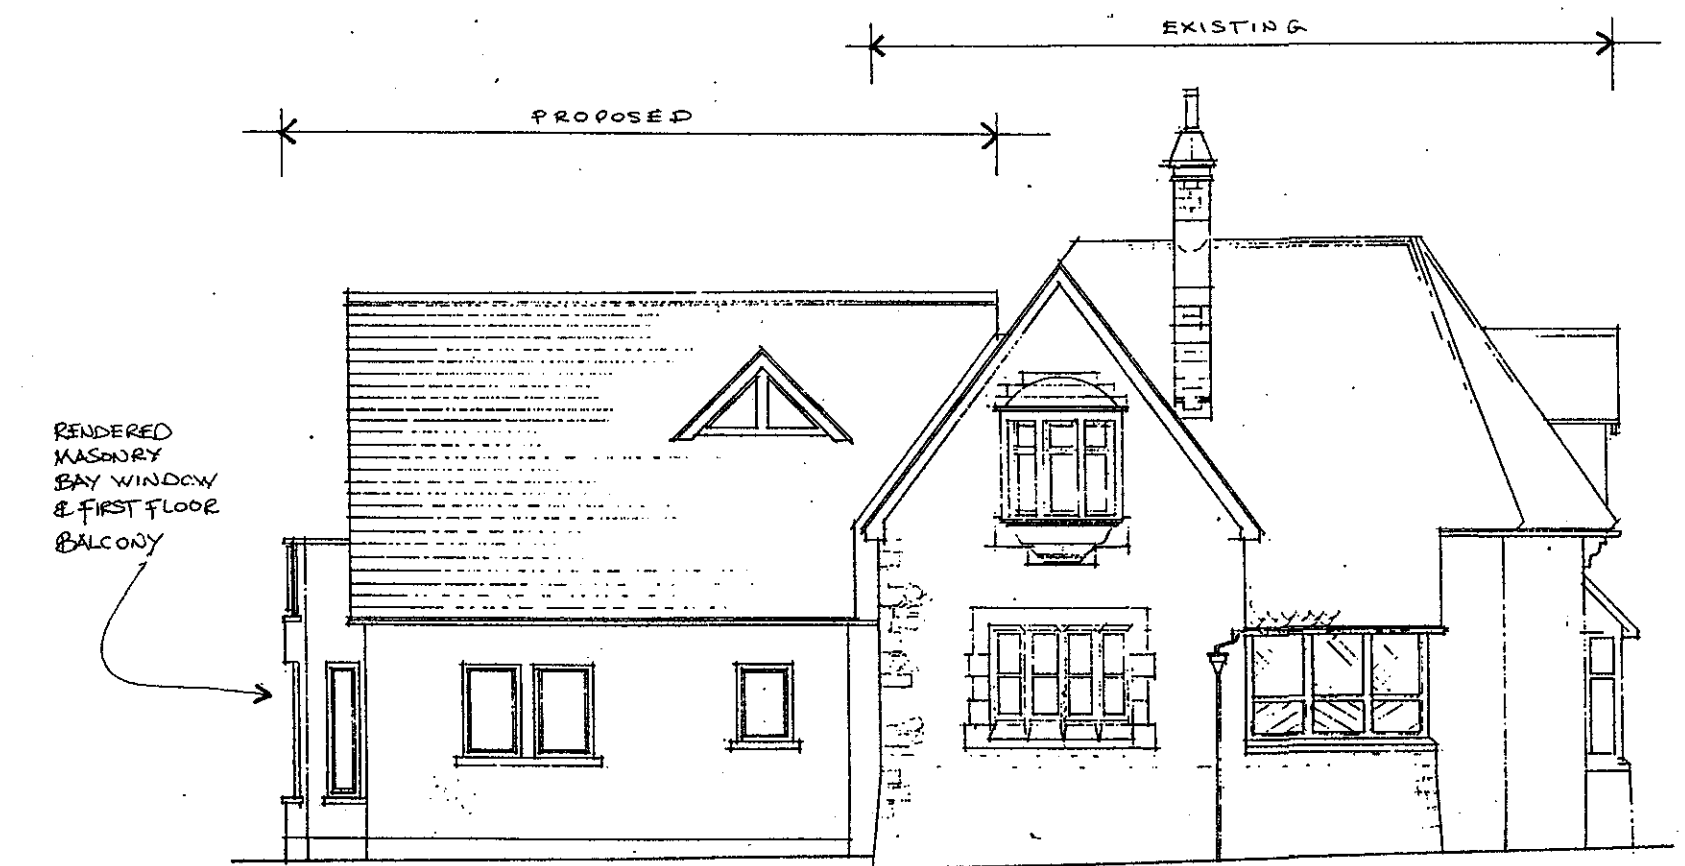 EXISTING
PROPOSED
RENDERED
MASONRY
BAY WINDOW
& FIRST FLOOR
BALCONY